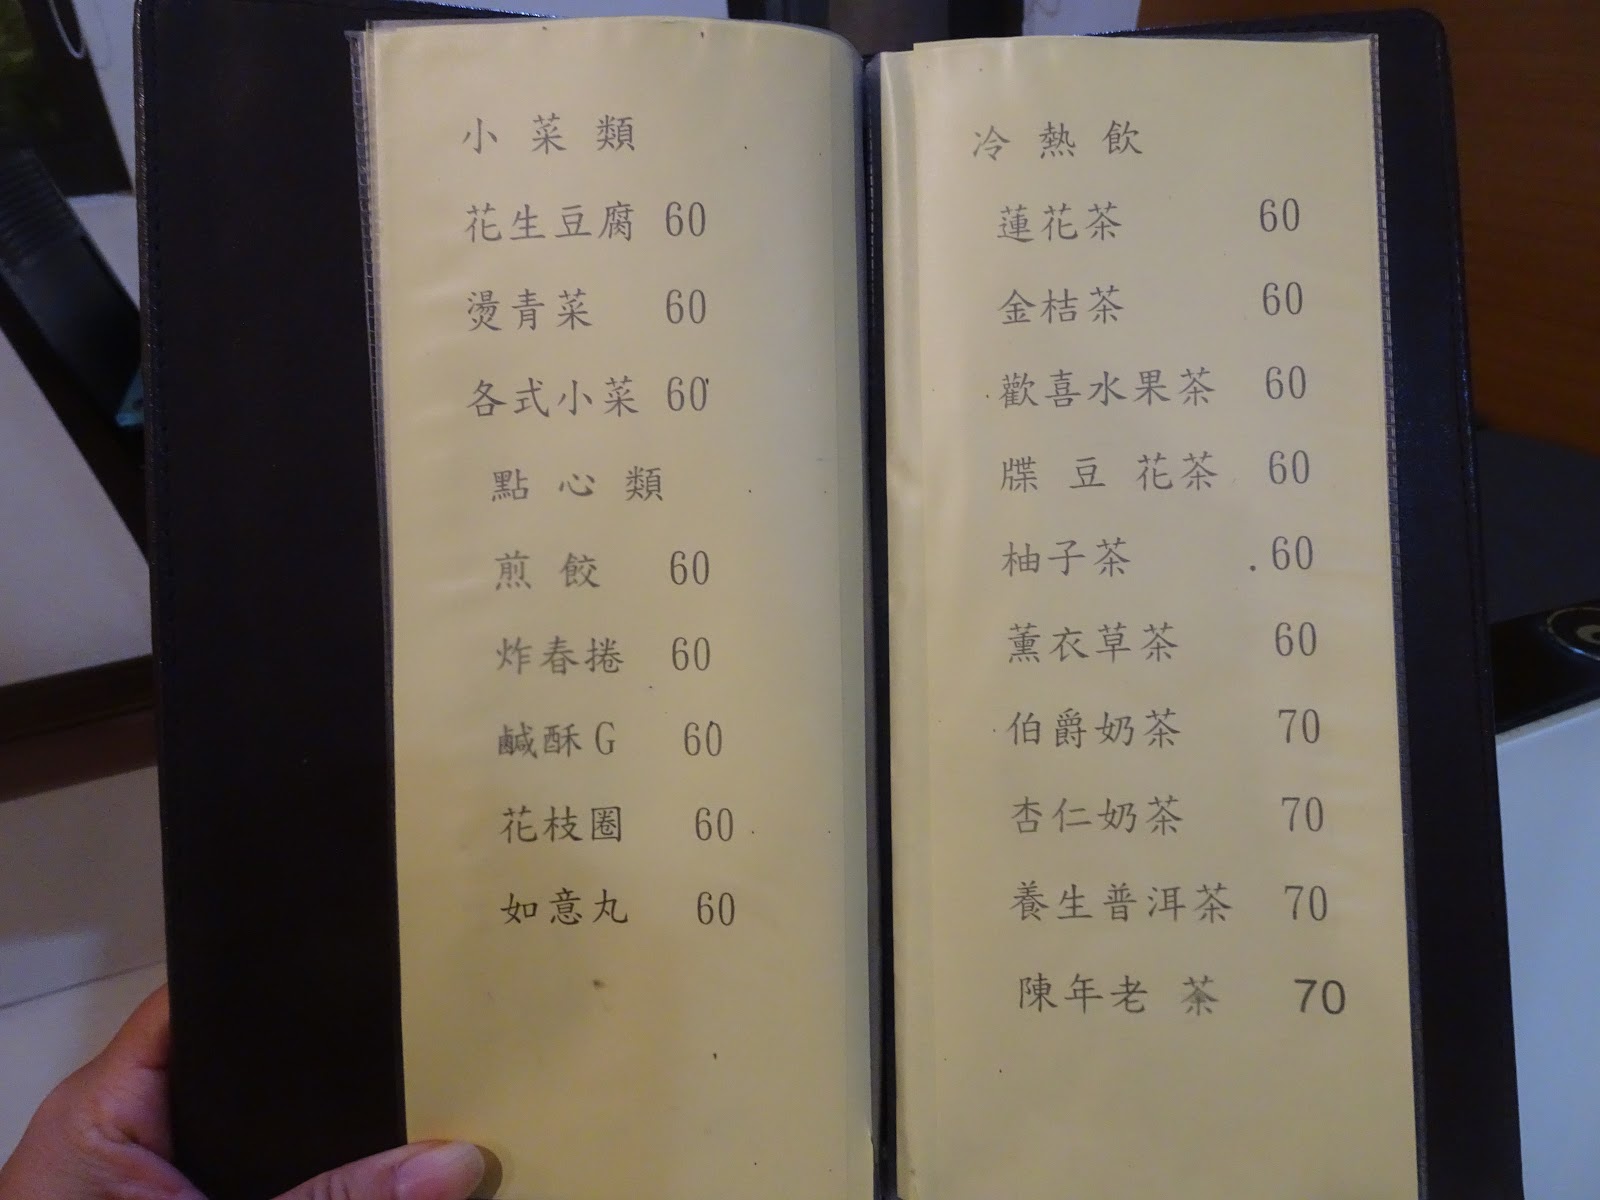 小菜類
花生豆腐 60
燙青菜 60
各式小菜 60
點心類
煎餃 60
炸春捲 60
鹹酥G 60
花枝圈 60
如意丸 60
冷熱飲
蓮花茶 60
金桔茶 60
歡喜水果茶 60
牒豆花茶 60
柚子茶 60
薰衣草茶 60
伯爵奶茶 70
杏仁奶茶 70
養生普洱茶 70
陳年老茶 70